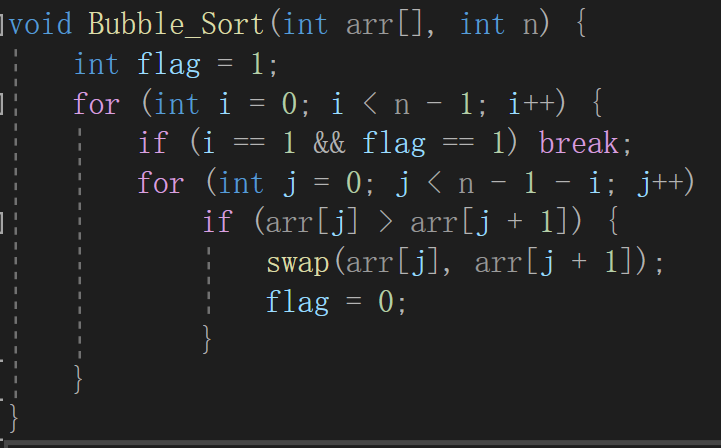 void Bubble_Sort(int arr[], int n) {
    int flag = 1;
    for (int i = 0; i < n - 1; i++) {
        if (i == 1 && flag == 1) break;
        for (int j = 0; j < n - 1 - i; j++)
            if (arr[j] > arr[j + 1]) {
                swap(arr[j], arr[j + 1]);
                flag = 0;
            }
    }
}